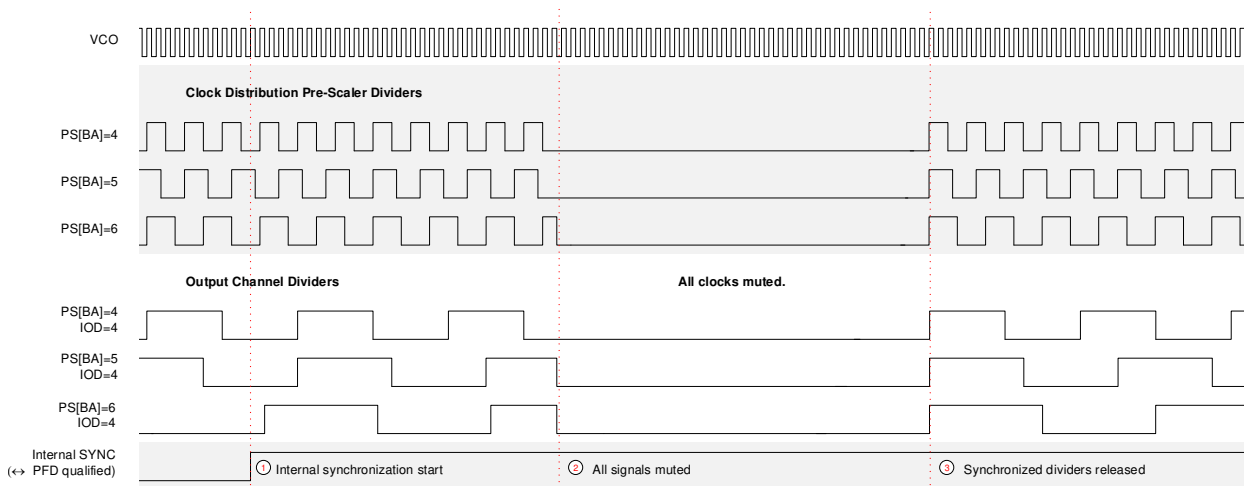 VCO
Clock Distribution Pre-Scaler Dividers
PS[BA]=4
PS[BA]=5
PS[BA]=6
Output Channel Dividers
All clocks muted.
PS[BA]=4
IOD=4
PS[BA]=5
IOD=4
PS[BA]=6
IOD=4
Internal SYNC
(↔ PFD qualified)
1 Internal synchronization start
2 All signals muted
3 Synchronized dividers released